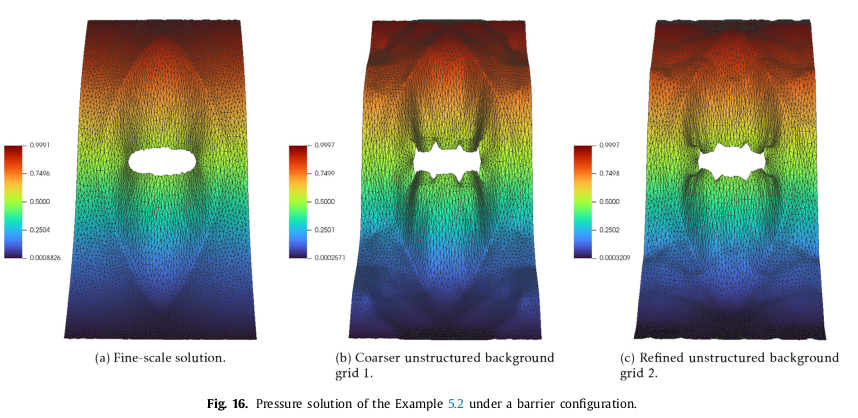 0.9991
0.7496
0.5000
0.2504
0.0008826
0.9997
0.7499
0.5000
0.2501
0.0002571
0.9997
0.7498
0.5000
0.2502
0.0003209
(a) Fine-scale solution.
(b) Coarser unstructured background
grid 1.
(c) Refined unstructured background
grid 2.
Fig. 16. Pressure solution of the Example 5.2 under a barrier configuration.